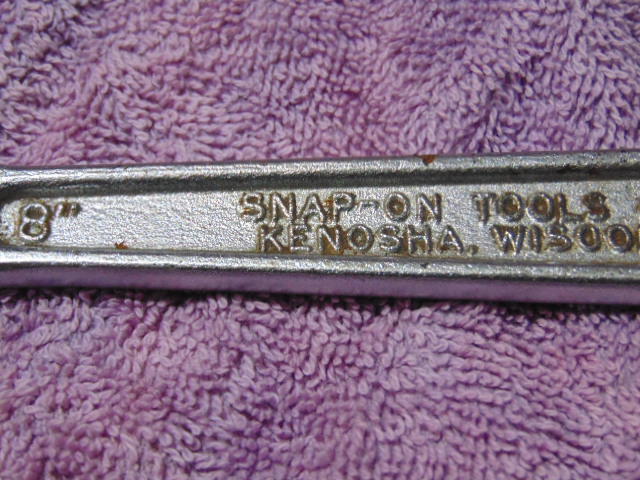 8"
SNAP-ON TOOLS
KENOSHA, WISCO